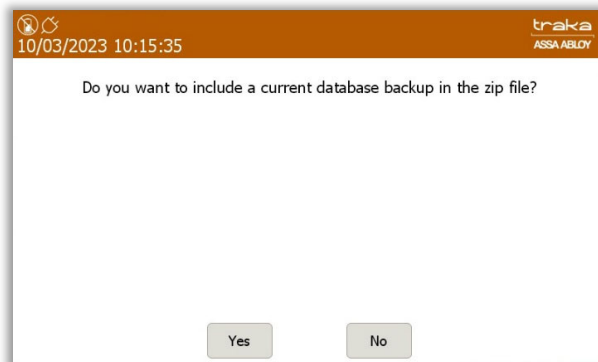 traka
10/03/2023 10:15:35
ASSA ABLOY
Do you want to include a current database backup in the zip file?
Yes
No